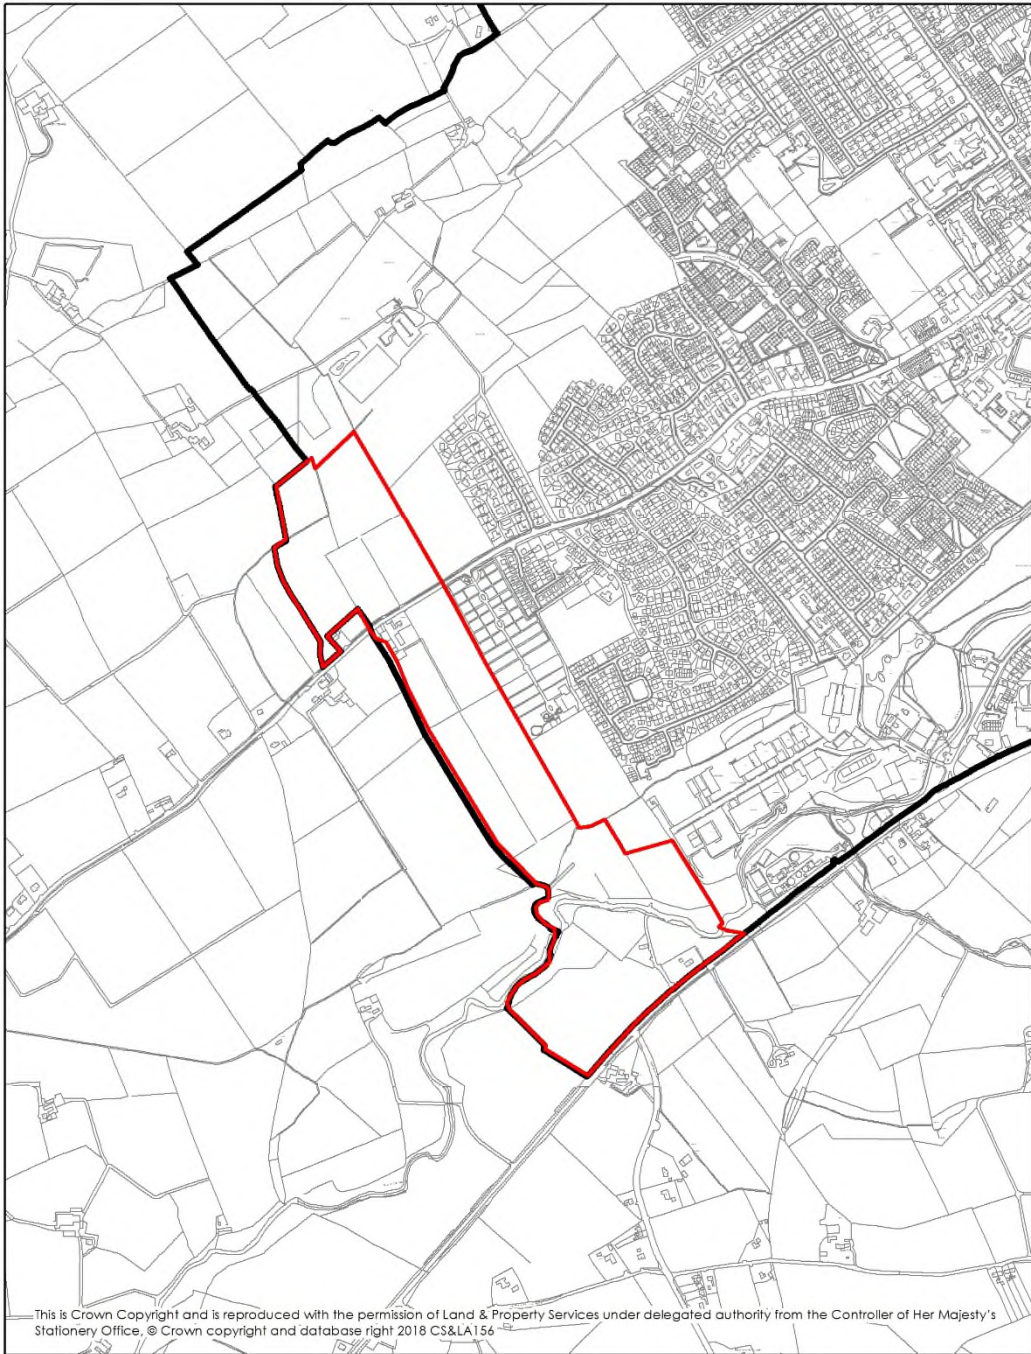 This is Crown Copyright and is reproduced with the permission of Land & Property Services under delegated authority from the Controller of Her Majesty's
Stationery Office, © Crown copyright and database right 2018 CS&LA156